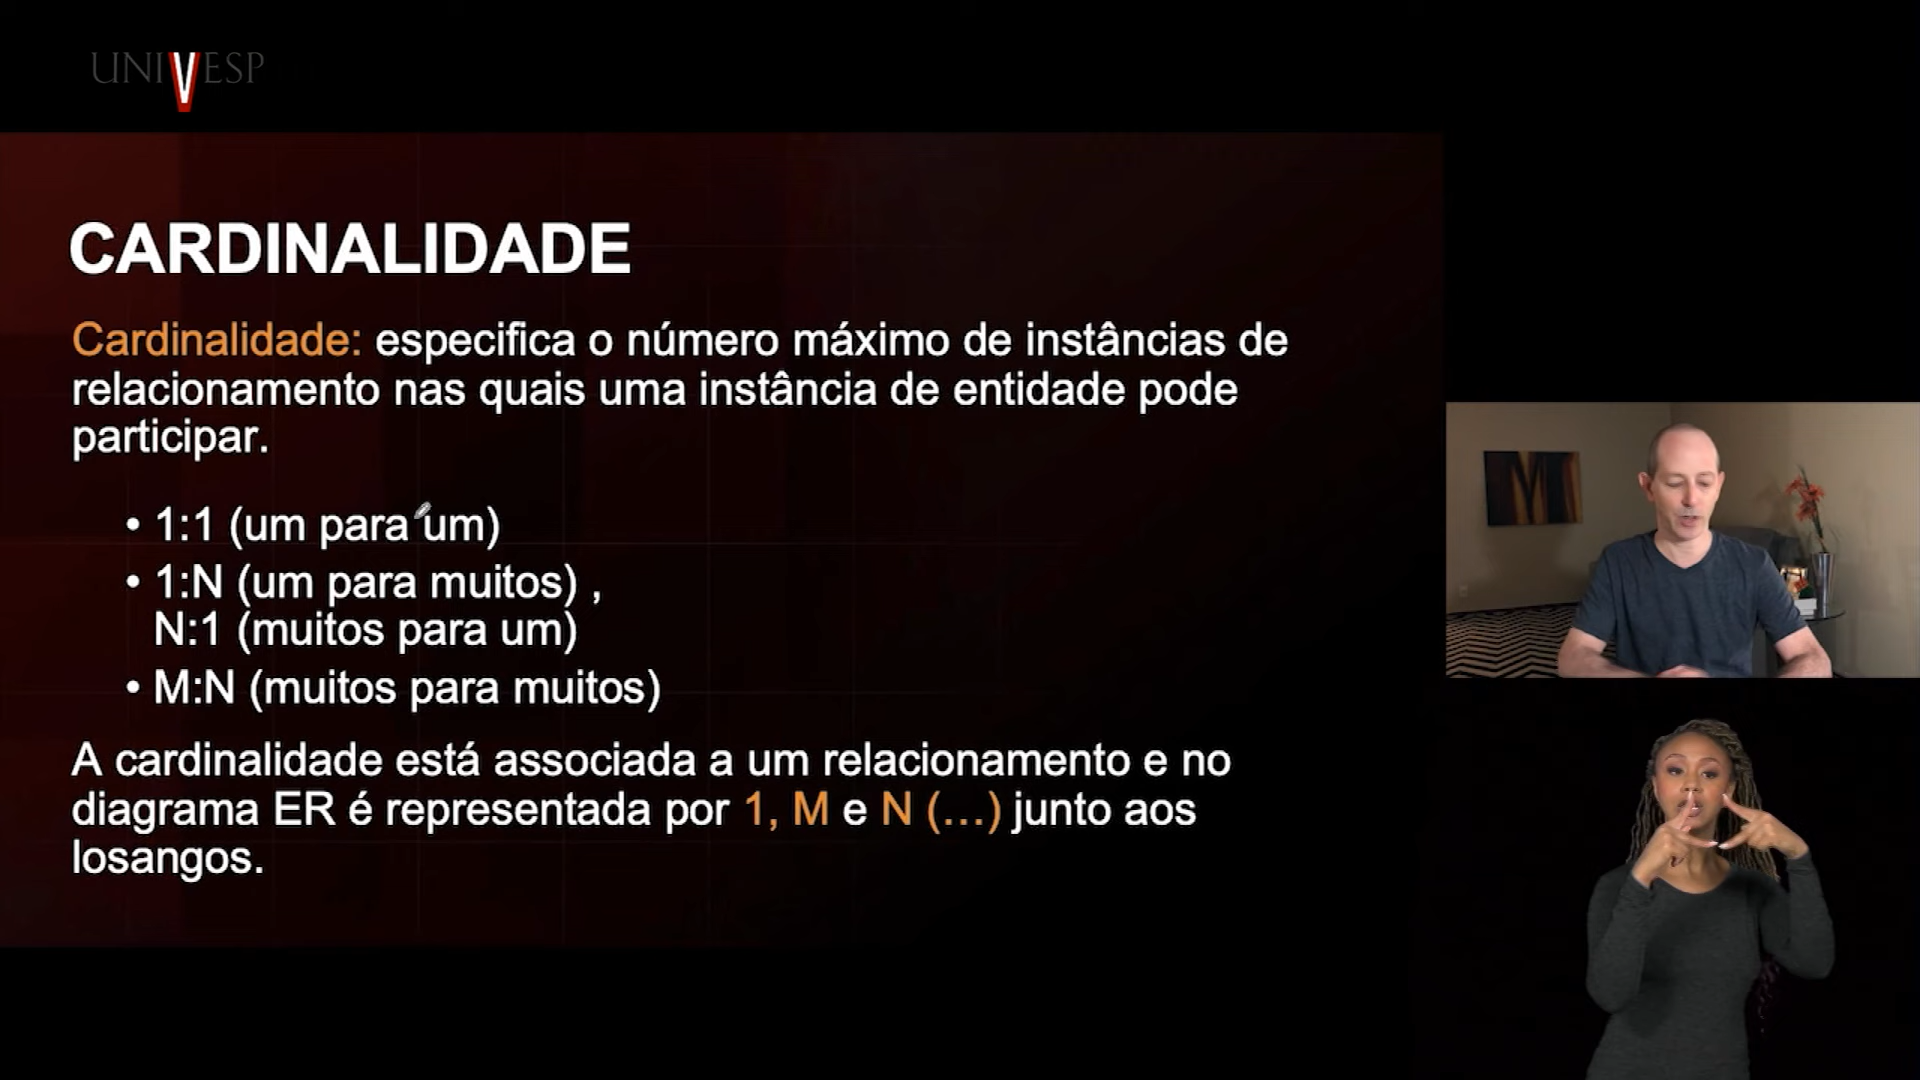 UNIVESP
CARDINALIDADE
Cardinalidade: especifica o número máximo de instâncias de
relacionamento nas quais uma instância de entidade pode
participar.
• 1:1 (um para um)
• 1:N (um para muitos) ,
N:1 (muitos para um)
• M:N (muitos para muitos)
A cardinalidade está associada a um relacionamento e no
diagrama ER é representada por 1, M e N (...) junto aos
losangos.